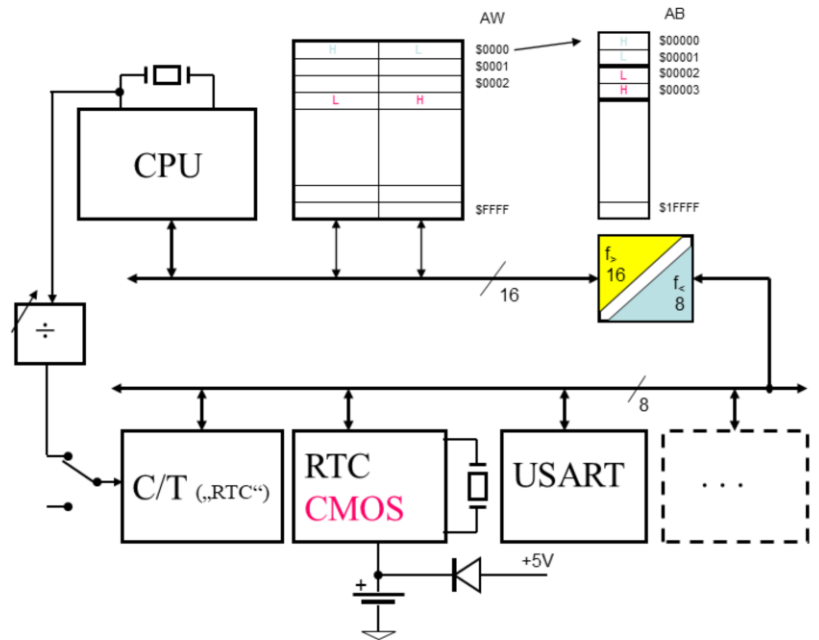 AW
AB
H L
$0000
$0001
$0002
L H
$FFFF
H
L
L
H
$00000
$00001
$00002
$00003
$1FFFF
CPU
16
f>
16
f<
8
÷
8
C/T („RTC“)
RTC
CMOS
USART
. . .
+5V
+